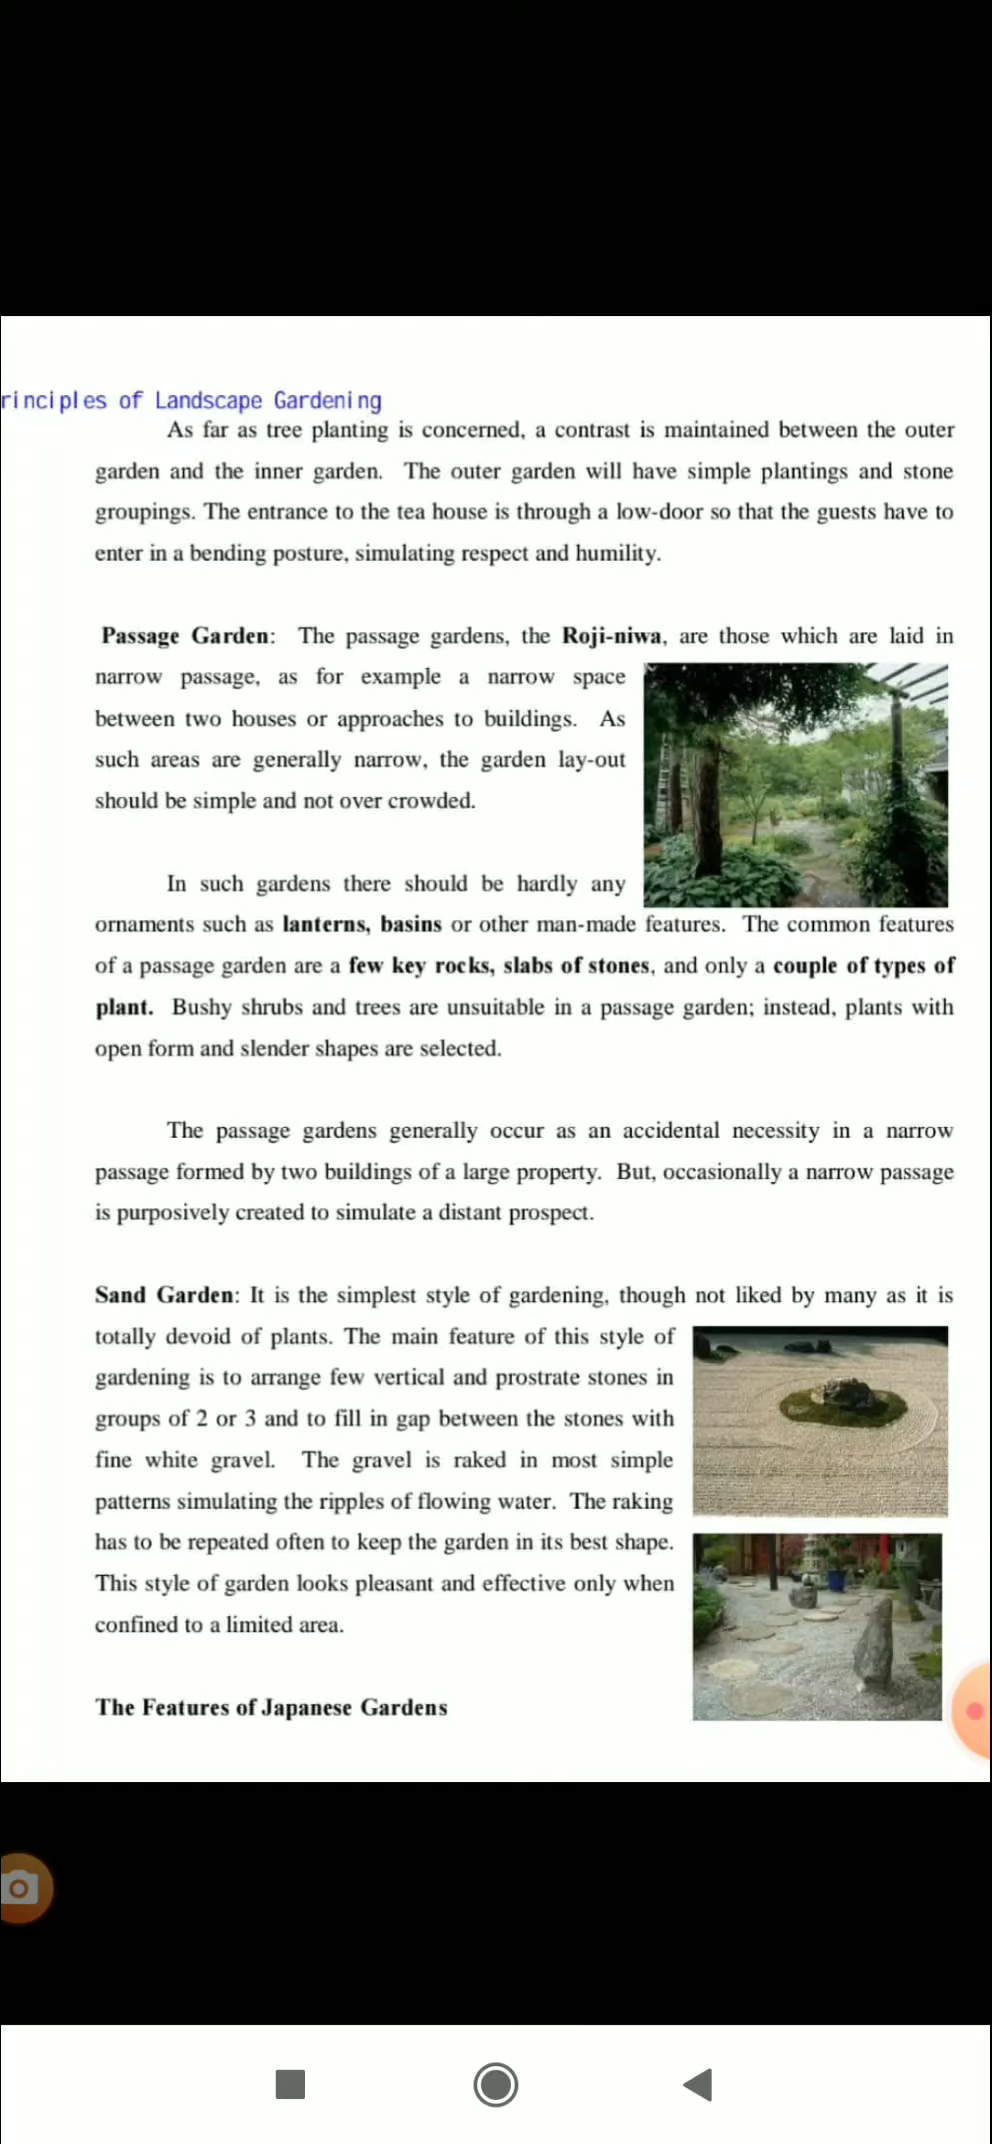 rinciples of Landscape Gardening
As far as tree planting is concerned, a contrast is maintained between the outer
garden and the inner garden. The outer garden will have simple plantings and stone
groupings. The entrance to the tea house is through a low-door so that the guests have to
enter in a bending posture, simulating respect and humility.
Passage Garden: The passage gardens, the Roji-niwa, are those which are laid in
narrow passage, as for example a narrow space
between two houses or approaches to buildings. As
such areas are generally narrow, the garden lay-out
should be simple and not over crowded.
In such gardens there should be hardly any
ornaments such as lanterns, basins or other man-made features. The common features
of a passage garden are a few key rocks, slabs of stones, and only a couple of types of
plant. Bushy shrubs and trees are unsuitable in a passage garden; instead, plants with
open form and slender shapes are selected.
The passage gardens generally occur as an accidental necessity in a narrow
passage formed by two buildings of a large property. But, occasionally a narrow passage
is purposively created to simulate a distant prospect.
Sand Garden: It is the simplest style of gardening, though not liked by many as it is
totally devoid of plants. The main feature of this style of
gardening is to arrange few vertical and prostrate stones in
groups of 2 or 3 and to fill in gap between the stones with
fine white gravel. The gravel is raked in most simple
patterns simulating the ripples of flowing water. The raking
has to be repeated often to keep the garden in its best shape.
This style of garden looks pleasant and effective only when
confined to a limited area.
The Features of Japanese Gardens